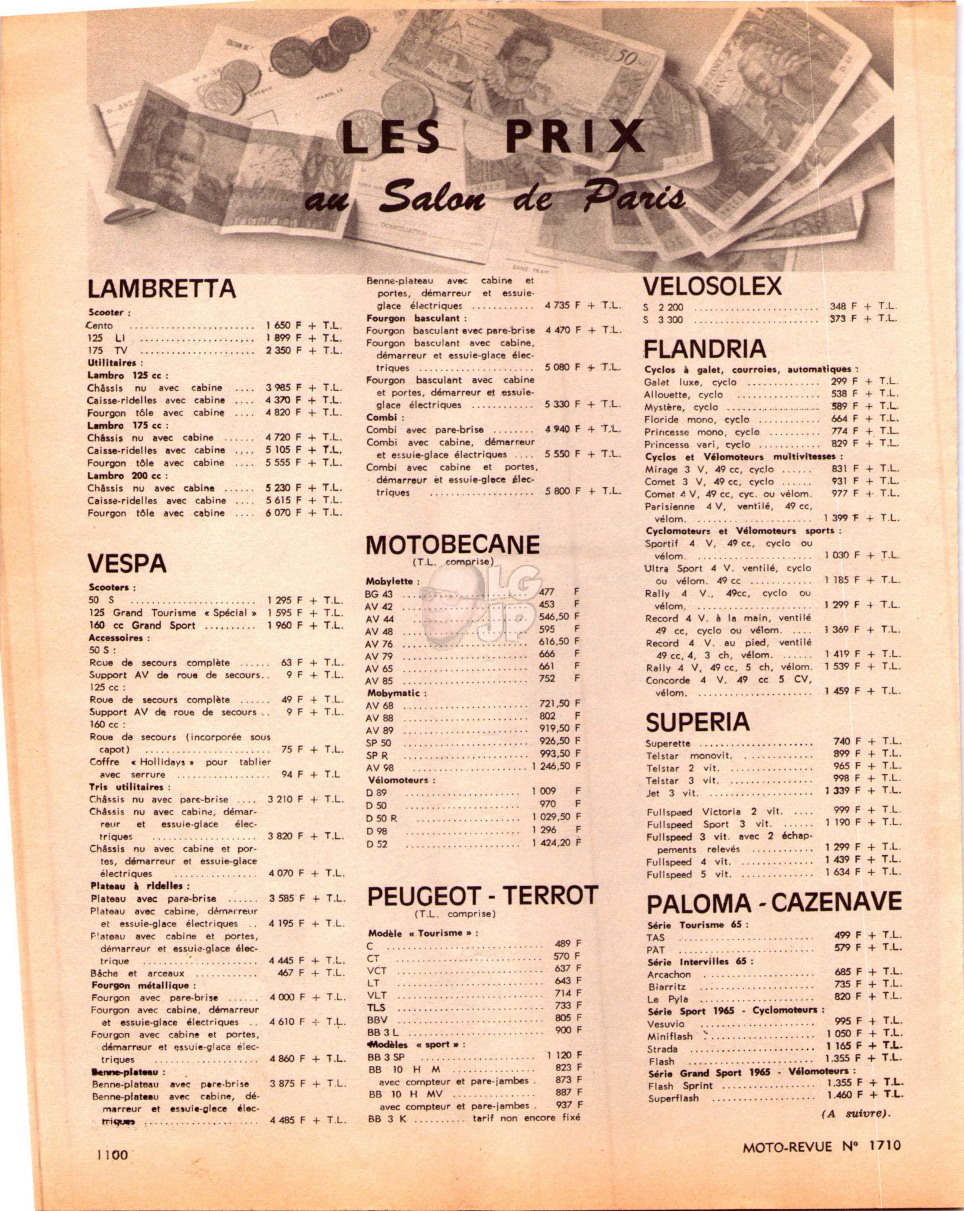 LES PRIX
au Salon de Paris
50
LAMBRETTA
Scooter :
Cento .................. 1 650 F + T.L.
125 Li .................. 1 899 F + T.L.
175 TV .................. 2 350 F + T.L.
Utilitaires :
Lambro 125 cc :
Châssis nu avec cabine .... 3 985 F + T.L.
Caisse-ridelles avec cabine .... 4 370 F + T.L.
Fourgon tôle avec cabine .... 4 820 F + T.L.
Lambro 175 cc :
Châssis nu avec cabine ...... 4 720 F + T.L.
Caisse-ridelles avec cabine .... 5 105 F + T.L.
Fourgon tôle avec cabine .... 5 555 F + T.L.
Lambro 200 cc :
Châssis nu avec cabine ...... 5 230 F + T.L.
Caisse-ridelles avec cabine .... 5 615 F + T.L.
Fourgon tôle avec cabine .... 6 070 F + T.L.
VESPA
Scooters :
50 S .................. 1 295 F + T.L.
125 Grand Tourisme « Spécial » 1 595 F + T.L.
160 cc Grand Sport .......... 1 960 F + T.L.
Accessoires :
50 S :
Roue de secours complète ...... 63 F + T.L.
Support AV de roue de secours.. 9 F + T.L.
125 cc :
Roue de secours complète ...... 49 F + T.L.
Support AV de roue de secours .. 9 F + T.L.
160 cc :
Roue de secours (incorporée sous
capot) .................. 75 F + T.L.
Coffre « Hollidays » pour tablier
avec serrure ................ 94 F + T.L
Tris utilitaires :
Châssis nu avec pare-brise .... 3 210 F + T.L.
Châssis nu avec cabine, démar-
reur et essuie-glace élec-
triques .................. 3 820 F + T.L.
Châssis nu avec cabine et por-
tes, démarreur et essuie-glace
électriques ................ 4 070 F + T.L.
Plateau à ridelles :
Plateau avec pare-brise ...... 3 585 F + T.L.
Plateau avec cabine, démarreur
et essuie-glace électriques .. 4 195 F + T.L.
Plateau avec cabine et portes,
démarreur et essuie-glace élec-
trique .................. 4 445 F + T.L.
Bâche et arceaux ........... 467 F + T.L.
Fourgon métallique :
Fourgon avec pare-brise ...... 4 000 F + T.L.
Fourgon avec cabine, démarreur
et essuie-glace électriques .. 4 610 F + T.L.
Fourgon avec cabine et portes,
démarreur et essuie-glace élec-
triques .................. 4 860 F + T.L.
Benne-plateau :
Benne-plateau avec pare-brise 3 875 F + T.L.
Benne-plateau avec cabine, dé-
marreur et essuie-glace élec-
triques .................. 4 485 F + T.L.
Benne-plateau avec cabine et
portes, démarreur et essuie-
glace électriques ............ 4 735 F + T.L.
Fourgon basculant :
Fourgon basculant avec pare-brise 4 470 F + T.L.
Fourgon basculant avec cabine,
démarreur et essuie-glace élec-
triques .................. 5 080 F + T.L.
Fourgon basculant avec cabine
et portes, démarreur et essuie-
glace électriques ............ 5 330 F + T.L.
Combi :
Combi avec pare-brise ........ 4 940 F + T.L.
Combi avec cabine, démarreur
et essuie-glace électriques .... 5 550 F + T.L.
Combi avec cabine et portes,
démarreur et essuie-glace élec-
triques .................. 5 800 F + T.L.
MOTOBECANE
(T.L. comprise)
Mobylette :
BG 43 .................. 477 F
AV 42 .................. 453 F
AV 44 .................. 546,50 F
AV 48 .................. 595 F
AV 76 .................. 616,50 F
AV 79 .................. 666 F
AV 65 .................. 661 F
AV 85 .................. 752 F
Mobymatic :
AV 68 .................. 721,50 F
AV 88 .................. 802 F
AV 89 .................. 919,50 F
SP 50 .................. 926,50 F
SP R .................. 993,50 F
AV 98 .................. 1 246,50 F
Vélomoteurs :
D 89 .................. 1 009 F
D 50 .................. 970 F
D 50 R .................. 1 029,50 F
D 98 .................. 1 296 F
D 52 .................. 1 424,20 F
PEUGEOT - TERROT
(T.L. comprise)
Modèle « Tourisme » :
C .................. 489 F
CT .................. 570 F
VCT .................. 637 F
LT .................. 643 F
VLT .................. 714 F
TLS .................. 733 F
BBV .................. 805 F
BB 3 L .................. 900 F
Modèles « sport » :
BB 3 SP .................. 1 120 F
BB 10 H M .................. 823 F
avec compteur et pare-jambes . 873 F
BB 10 H MV .................. 887 F
avec compteur et pare-jambes . 937 F
BB 3 K .......... tarif non encore fixé
VELOSOLEX
S 2 200 .................. 348 F + T.L.
S 3 300 .................. 373 F + T.L.
FLANDRIA
Cyclos à galet, courroies, automatiques :
Galet luxe, cyclo .............. 299 F + T.L.
Allouette, cyclo .............. 538 F + T.L.
Mystère, cyclo .............. 589 F + T.L.
Floride mono, cyclo .......... 664 F + T.L.
Princesse mono, cyclo ........ 774 F + T.L.
Princesse vari, cyclo .......... 829 F + T.L.
Cyclos et Vélomoteurs multivitesses :
Mirage 3 V, 49 cc, cyclo ...... 831 F + T.L.
Comet 3 V, 49 cc, cyclo ...... 931 F + T.L.
Comet 4 V, 49 cc, cyc. ou vélom. 977 F + T.L.
Parisienne 4 V, ventilé, 49 cc,
vélom. .................. 1 399 F + T.L.
Cyclomoteurs et Vélomoteurs sports :
Sportif 4 V, 49 cc, cyclo ou
vélom. .................. 1 030 F + T.L.
Ultra Sport 4 V. ventilé, cyclo
ou vélom. 49 cc ............ 1 185 F + T.L.
Rally 4 V., 49cc, cyclo ou
vélom, .................. 1 299 F + T.L.
Record 4 V. à la main, ventilé
49 cc, cyclo ou vélom. .... 1 369 F + T.L.
Record 4 V. au pied, ventilé
49 cc, 4, 3 ch, vélom. ...... 1 419 F + T.L.
Rally 4 V, 49 cc, 5 ch, vélom. 1 539 F + T.L.
Concorde 4 V. 49 cc 5 CV,
vélom. .................. 1 459 F + T.L.
SUPERIA
Superette .................. 740 F + T.L.
Telstar monovit. .............. 899 F + T.L.
Telstar 2 vit. .............. 965 F + T.L.
Telstar 3 vit. .............. 998 F + T.L.
Jet 3 vit. .................. 1 339 F + T.L.
Fullspeed Victoria 2 vit. .... 999 F + T.L.
Fullspeed Sport 3 vit. ...... 1 190 F + T.L.
Fullspeed 3 vit. avec 2 échap-
pements relevés ............ 1 299 F + T.L.
Fullspeed 4 vit. .............. 1 439 F + T.L.
Fullspeed 5 vit. .............. 1 634 F + T.L.
PALOMA - CAZENAVE
Série Tourisme 65 :
TAS .................. 499 F + T.L.
PAT .................. 579 F + T.L.
Série Intervilles 65 :
Arcachon .................. 685 F + T.L.
Biarritz .................. 735 F + T.L.
Le Pyla .................. 820 F + T.L.
Série Sport 1965 - Cyclomoteurs :
Vesuvio .................. 995 F + T.L.
Miniflash .................. 1 050 F + T.L.
Strada .................. 1 165 F + T.L.
Flash .................. 1.355 F + T.L.
Série Grand Sport 1965 - Vélomoteurs :
Flash Sprint .................. 1.355 F + T.L.
Superflash .................. 1.460 F + T.L.
(A suivre).
LG
JP
1100
MOTO-REVUE N° 1710